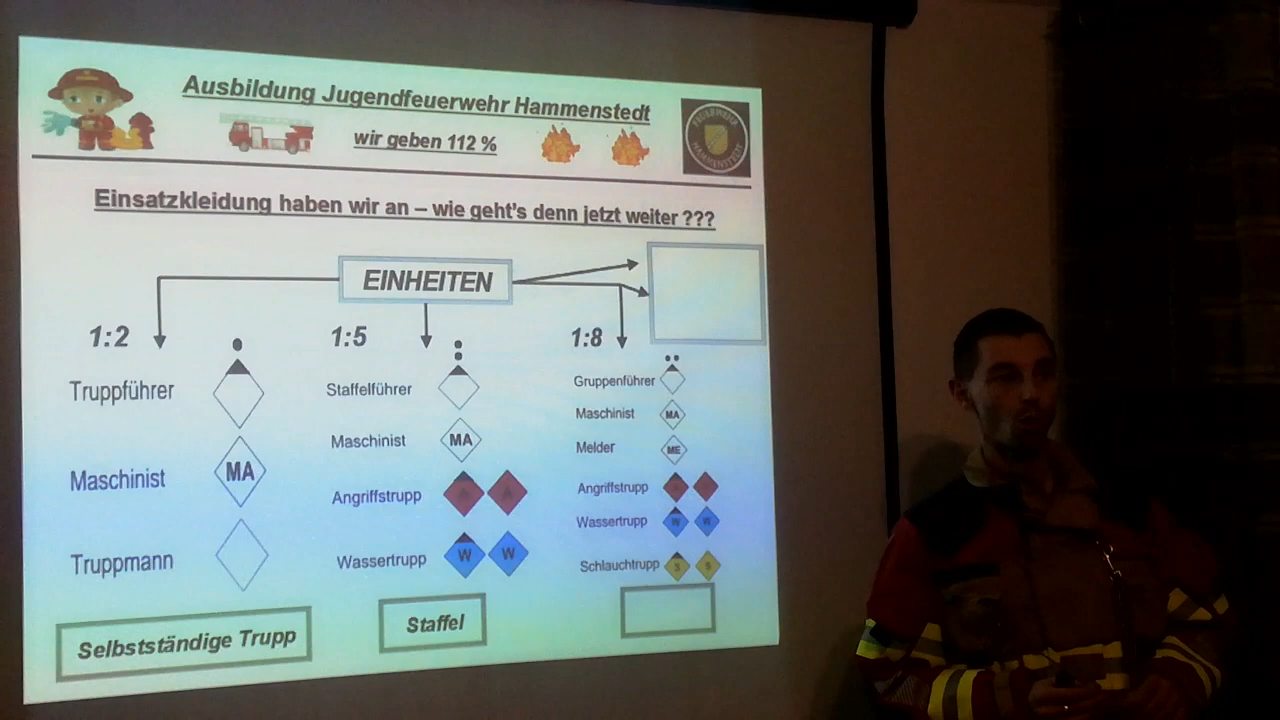 Ausbildung Jugendfeuerwehr Hammenstedt
wir geben 112 %
FEUERWEHR
HAMMENSTEDT
Einsatzkleidung haben wir an – wie geht's denn jetzt weiter ???
EINHEITEN
1:2
Truppführer
Maschinist MA
Truppmann
Selbstständige Trupp
1:5
Staffelführer
Maschinist MA
Angriffstrupp A A
Wassertrupp W W
Staffel
1:8
Gruppenführer
Maschinist MA
Melder ME
Angriffstrupp
Wassertrupp W W
Schlauchtrupp S S